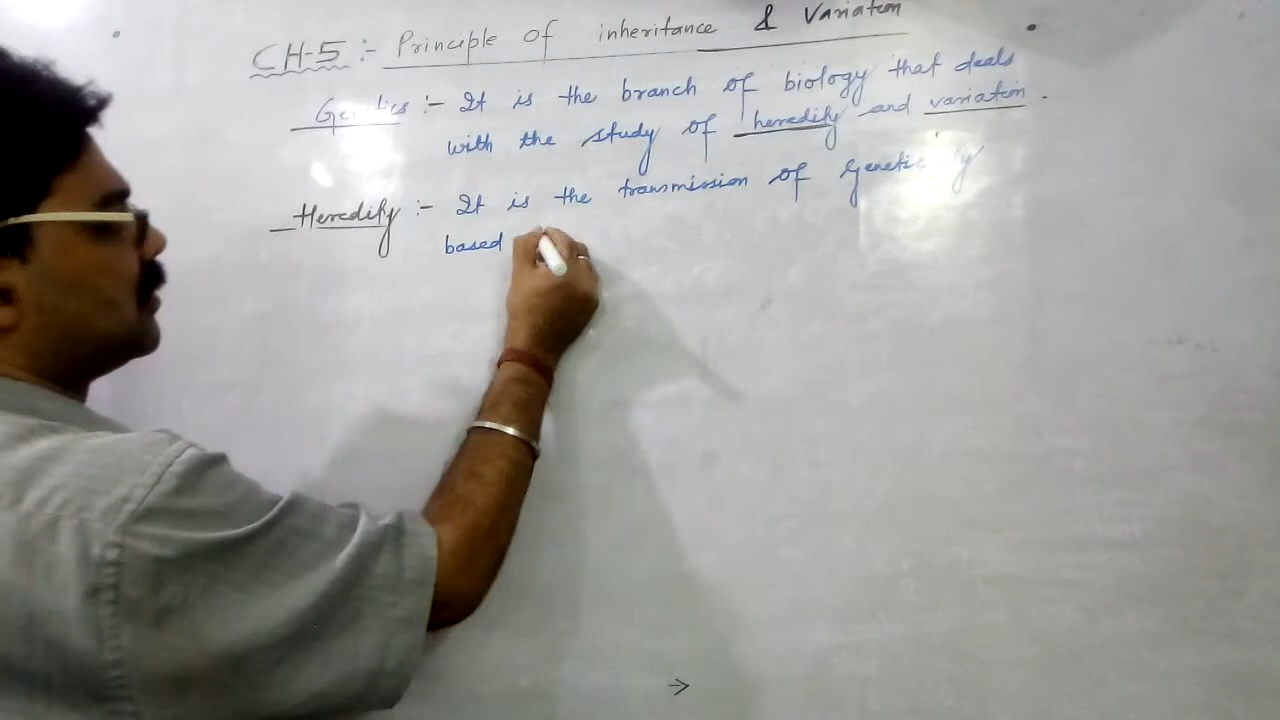 CH-5 :- Principle of inheritance & Variation
Genetics :- It is the branch of biology that deals
with the study of heredity and variation.
Heredity :- It is the transmission of
based
→